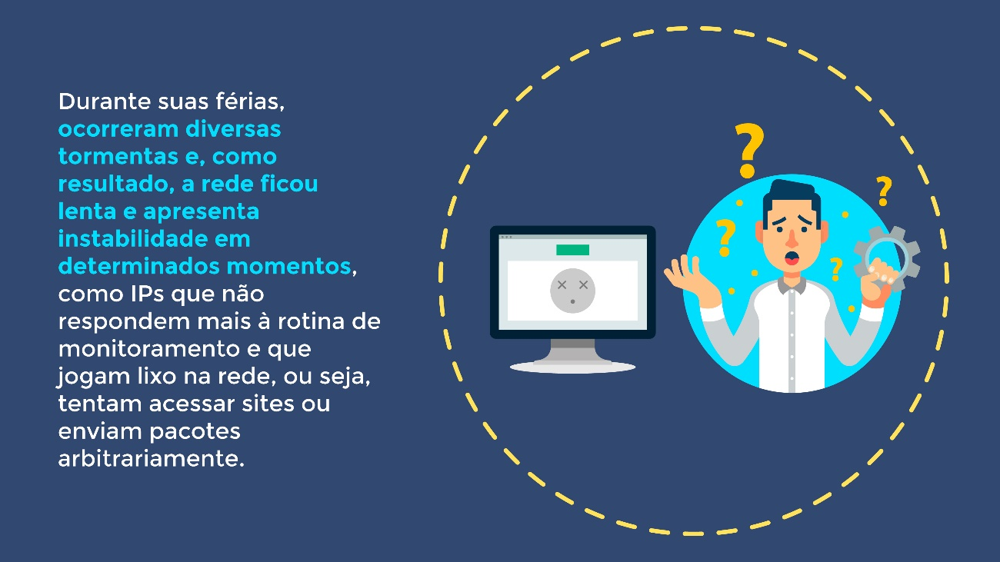 Durante suas férias,
ocorreram diversas
tormentas e, como
resultado, a rede ficou
lenta e apresenta
instabilidade em
determinados momentos,
como IPs que não
respondem mais à rotina de
monitoramento e que
jogam lixo na rede, ou seja,
tentam acessar sites ou
enviam pacotes
arbitrariamente.
?
?
?
?